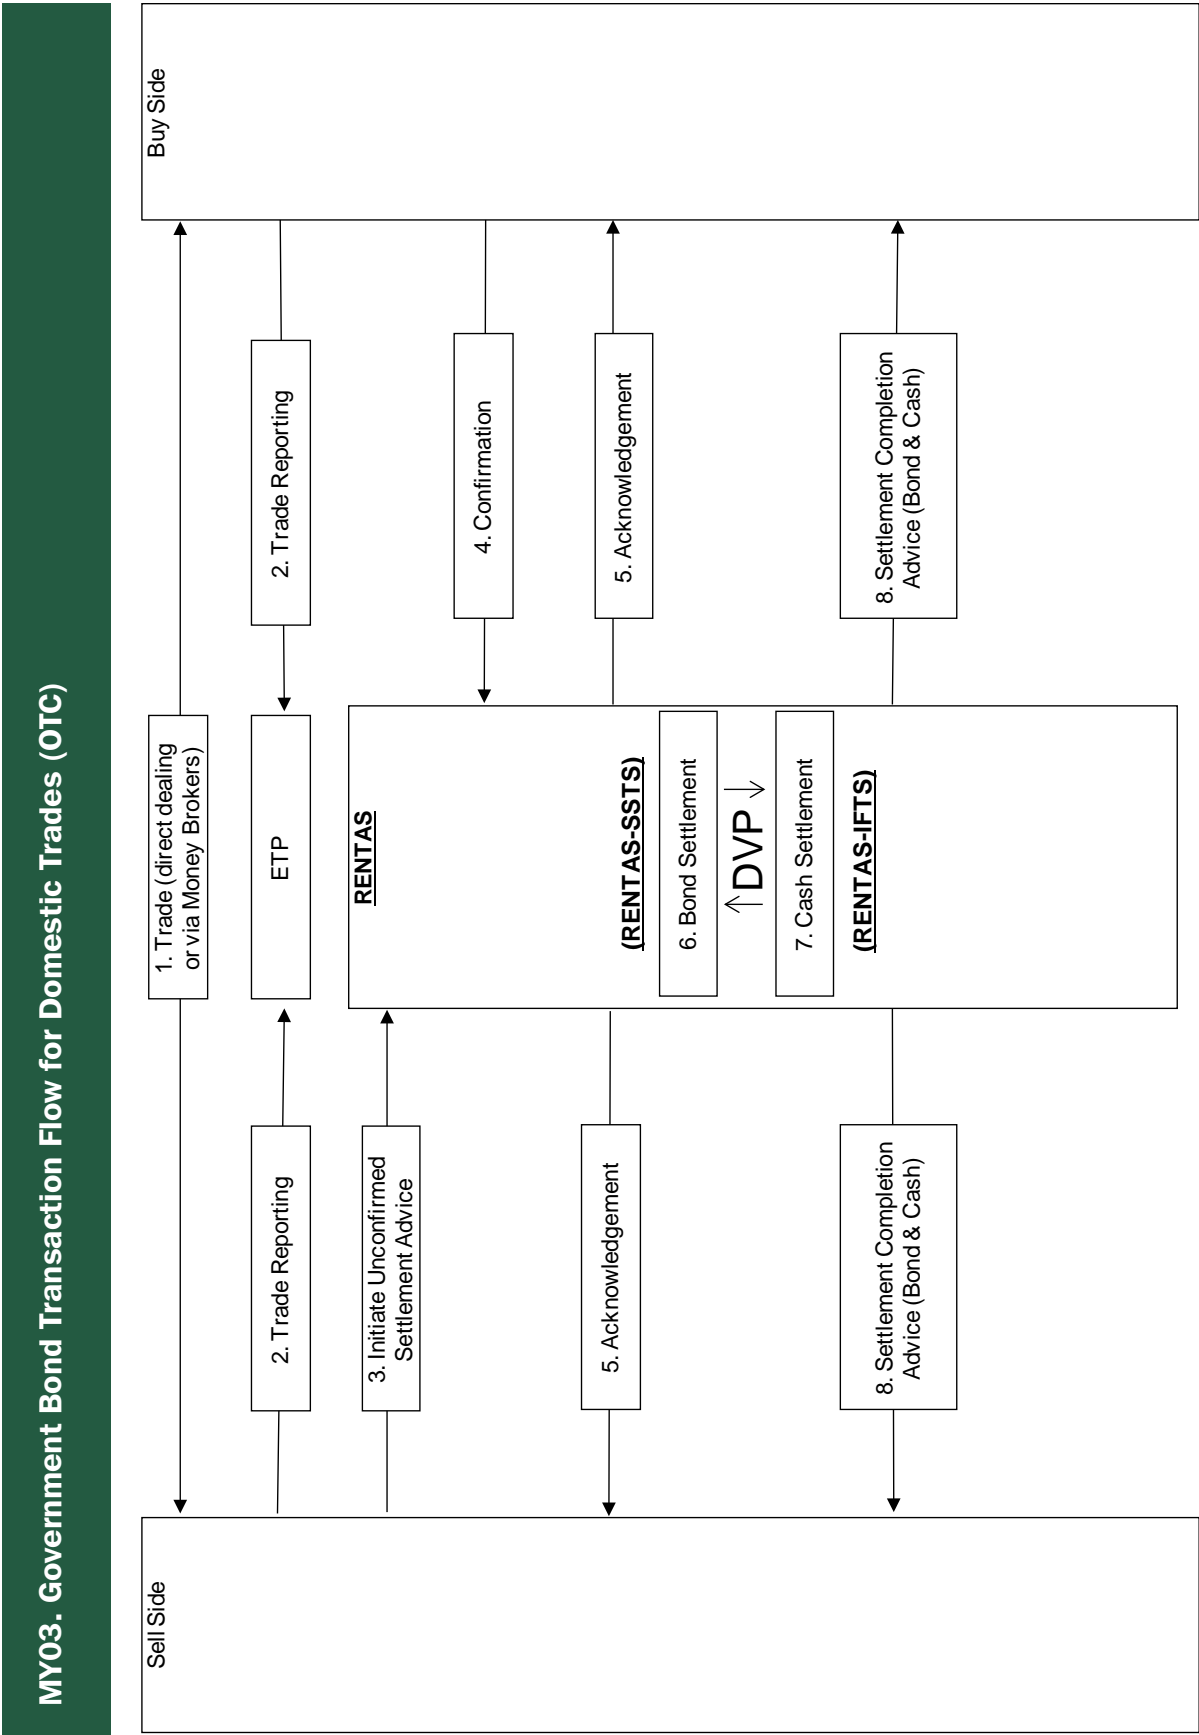 MY03. Government Bond Transaction Flow for Domestic Trades (OTC)
Sell Side
Buy Side
1. Trade (direct dealing
or via Money Brokers)
2. Trade Reporting
ETP
2. Trade Reporting
RENTAS
3. Initiate Unconfirmed
Settlement Advice
4. Confirmation
5. Acknowledgement
5. Acknowledgement
(RENTAS-SSTS)
6. Bond Settlement
DVP
7. Cash Settlement
(RENTAS-IFTS)
8. Settlement Completion
Advice (Bond & Cash)
8. Settlement Completion
Advice (Bond & Cash)